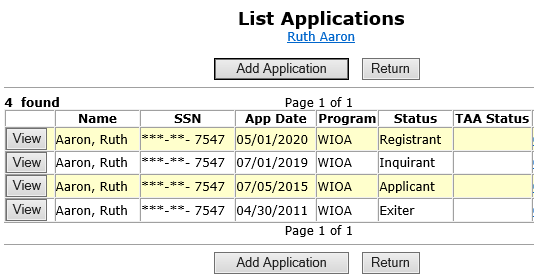 List Applications
Ruth Aaron
Add Application Return
4 found Page 1 of 1
Name SSN App Date Program Status TAA Status
View Aaron, Ruth ***-**- 7547 05/01/2020 WIOA Registrant
View Aaron, Ruth ***-**- 7547 07/01/2019 WIOA Inquirant
View Aaron, Ruth ***-**- 7547 07/05/2015 WIOA Applicant
View Aaron, Ruth ***-**- 7547 04/30/2011 WIOA Exiter
Page 1 of 1
Add Application Return